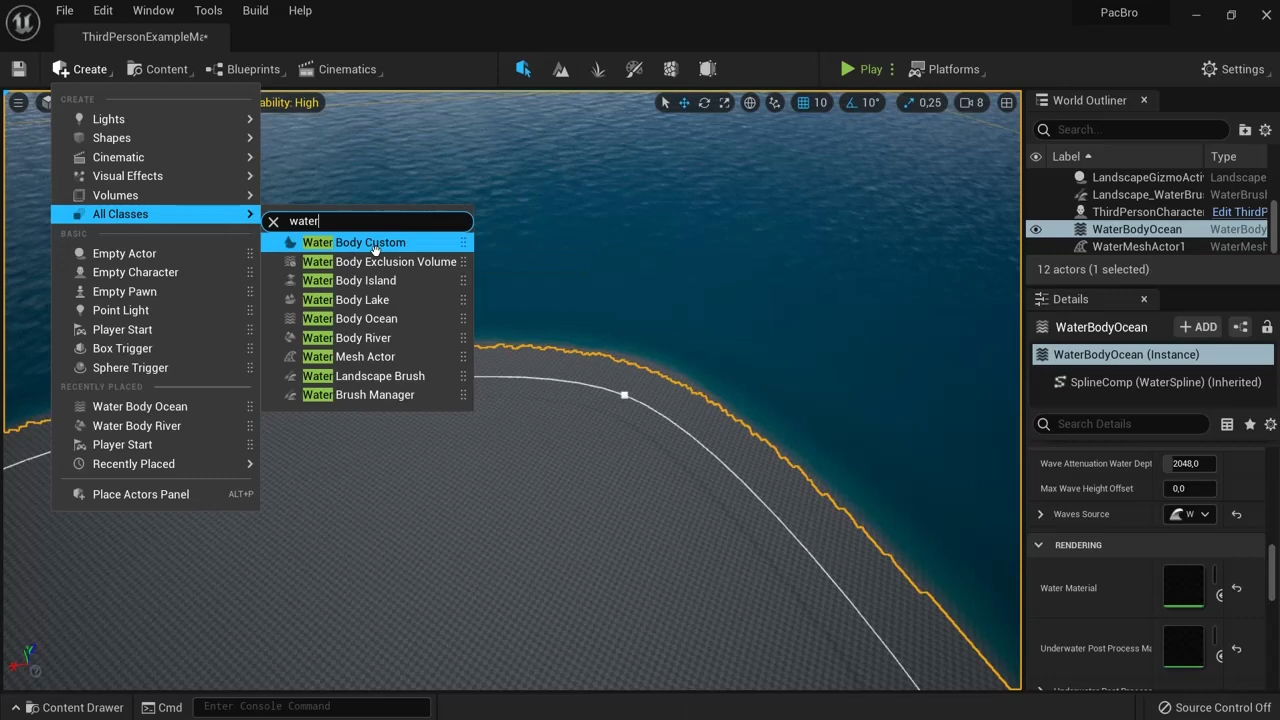 File Edit Window Tools Build Help
PacBro
ThirdPersonExampleMa•
Create Content Blueprints Cinematics Play Platforms Settings
ability: High 10 10° 0,25 8
CREATE
Lights
Shapes
Cinematic
Visual Effects
Volumes
All Classes
BASIC
Empty Actor
Empty Character
Empty Pawn
Point Light
Player Start
Box Trigger
Sphere Trigger
RECENTLY PLACED
Water Body Ocean
Water Body River
Player Start
Recently Placed
Place Actors Panel ALT+P
water
Water Body Custom
Water Body Exclusion Volume
Water Body Island
Water Body Lake
Water Body Ocean
Water Body River
Water Mesh Actor
Water Landscape Brush
Water Brush Manager
World Outliner
Search...
Label Type
LandscapeGizmoActi Landscape
Landscape_WaterBru WaterBrush
ThirdPersonCharacter Edit ThirdP
WaterBodyOcean WaterBody
WaterMeshActor1 WaterMesh
12 actors (1 selected)
Details
WaterBodyOcean + ADD
WaterBodyOcean (Instance)
SplineComp (WaterSpline) (Inherited)
Search Details
Wave Attenuation Water Dept 2048,0
Max Wave Height Offset 0,0
Waves Source W
RENDERING
Water Material
Underwater Post Process Ma
Content Drawer Cmd Enter Console Command Source Control Off